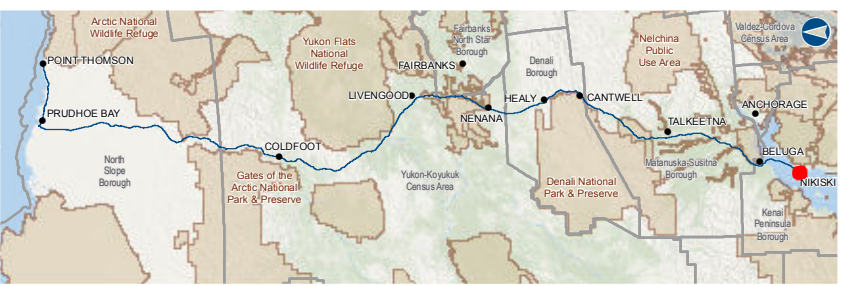 Arctic National
Wildlife Refuge
POINT THOMSON
PRUDHOE BAY
North
Slope
Borough
COLDFOOT
Gates of the
Arctic National
Park & Preserve
Yukon Flats
National
Wildlife Refuge
LIVENGOOD
FAIRBANKS
Fairbanks
North Star
Borough
NENANA
Yukon-Koyukuk
Census Area
Denali
Borough
HEALY
CANTWELL
Denali National
Park & Preserve
Nelchina
Public
Use Area
TALKEETNA
Matanuska-Susitna
Borough
Valdez-Cordova
Census Area
ANCHORAGE
BELUGA
NIKISKI
Kenai
Peninsula
Borough